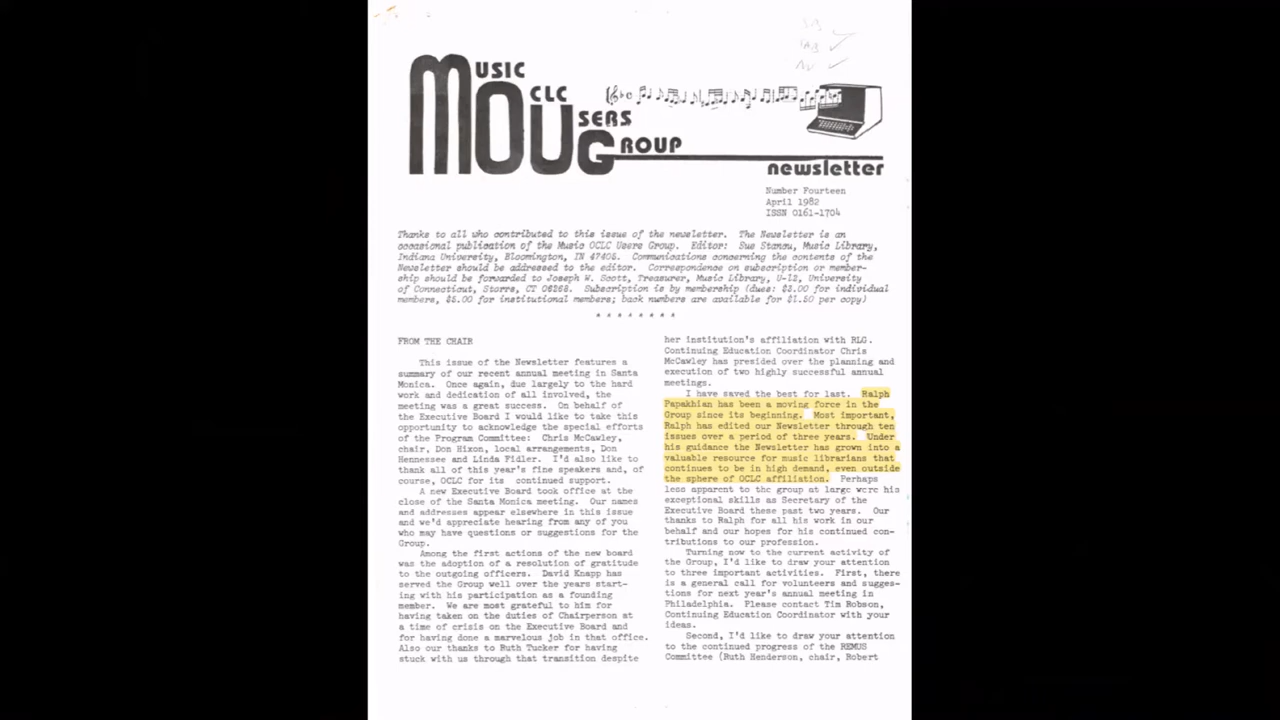 MUSIC
OCLC
USERS
GROUP
newsletter
Number Fourteen
April 1982
ISSN 0161-1704
Thanks to all who contributed to this issue of the newsletter. The Newsletter is an
occasional publication of the Music OCLC Users Group. Editor: Sue Stancu, Music Library,
Indiana University, Bloomington, IN 47405. Communications concerning the contents of the
Newsletter should be addressed to the editor. Correspondence on subscription or member-
ship should be forwarded to Joseph W. Scott, Treasurer, Music Library, U-12, University
of Connecticut, Storrs, CT 06268. Subscription is by membership (dues: $3.00 for individual
members, $5.00 for institutional members; back numbers are available for $1.50 per copy)
* * * * * * * *
FROM THE CHAIR
This issue of the Newsletter features a
summary of our recent annual meeting in Santa
Monica. Once again, due largely to the hard
work and dedication of all involved, the
meeting was a great success. On behalf of
the Executive Board I would like to take this
opportunity to acknowledge the special efforts
of the Program Committee: Chris McCawley,
chair, Don Hixon, local arrangements, Don
Hennessee and Linda Fidler. I'd also like to
thank all of this year's fine speakers and, of
course, OCLC for its continued support.
A new Executive Board took office at the
close of the Santa Monica meeting. Our names
and addresses appear elsewhere in this issue
and we'd appreciate hearing from any of you
who may have questions or suggestions for the
Group.
Among the first actions of the new board
was the adoption of a resolution of gratitude
to the outgoing officers. David Knapp has
served the Group well over the years start-
ing with his participation as a founding
member. We are most grateful to him for
having taken on the duties of Chairperson at
a time of crisis on the Executive Board and
for having done a marvelous job in that office.
Also our thanks to Ruth Tucker for having
stuck with us through that transition despite
her institution's affiliation with RLG.
Continuing Education Coordinator Chris
McCawley has presided over the planning and
execution of two highly successful annual
meetings.
I have saved the best for last. Ralph
Papakhian has been a moving force in the
Group since its beginning. Most important,
Ralph has edited our Newsletter through ten
issues over a period of three years. Under
his guidance the Newsletter has grown into a
valuable resource for music librarians that
continues to be in high demand, even outside
the sphere of OCLC affiliation. Perhaps
less apparent to the group at large were his
exceptional skills as Secretary of the
Executive Board these past two years. Our
thanks to Ralph for all his work in our
behalf and our hopes for his continued con-
tributions to our profession.
Turning now to the current activity of
the Group, I'd like to draw your attention
to three important activities. First, there
is a general call for volunteers and sugges-
tions for next year's annual meeting in
Philadelphia. Please contact Tim Robson,
Continuing Education Coordinator with your
ideas.
Second, I'd like to draw your attention
to the continued progress of the REMUS
Committee (Ruth Henderson, chair, Robert